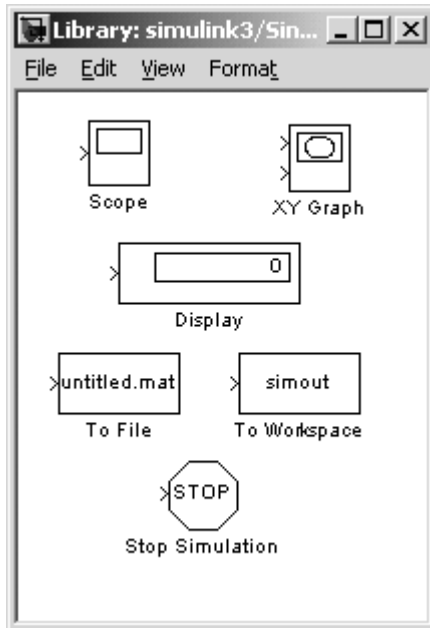 Library: simulink3/Sin...
File Edit View Format
Scope
XY Graph
0
Display
untitled.mat
simout
To File
To Workspace
STOP
Stop Simulation